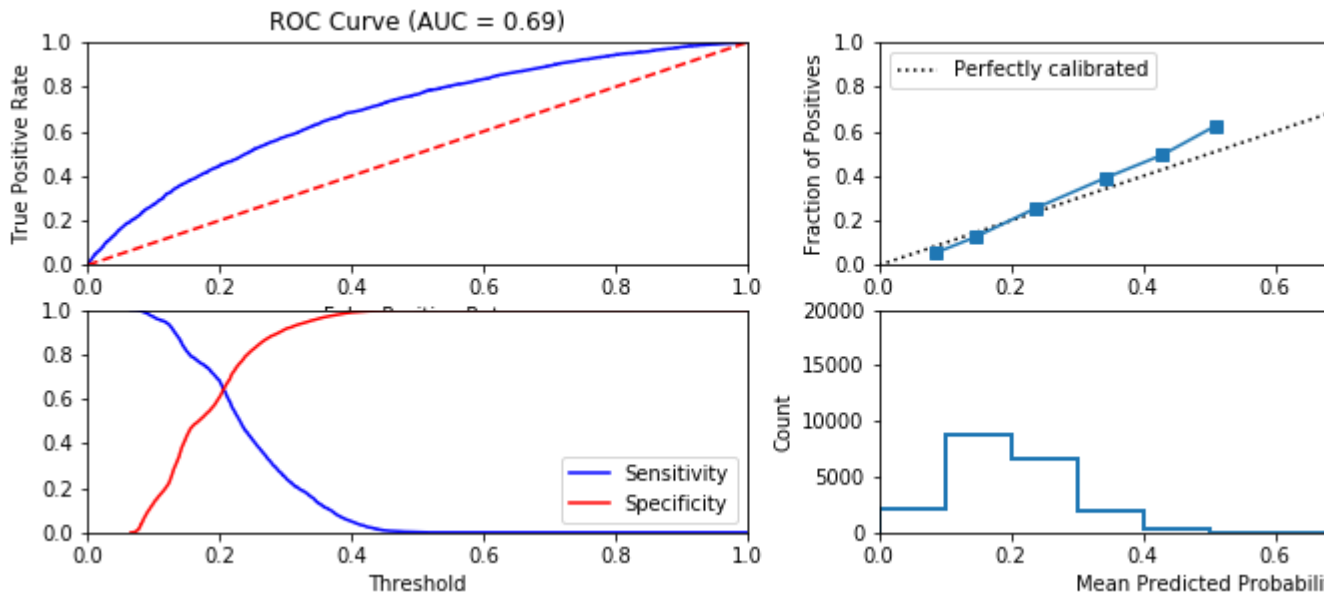 ROC Curve (AUC = 0.69)
True Positive Rate
1.0
0.8
0.6
0.4
0.2
0.0
0.0 0.2 0.4 0.6 0.8 1.0
Fraction of Positives
1.0
0.8
0.6
0.4
0.2
0.0
Perfectly calibrated
0.0 0.2 0.4 0.6
1.0
0.8
0.6
0.4
0.2
0.0
Sensitivity
Specificity
0.0 0.2 0.4 0.6 0.8 1.0
Threshold
Count
20000
15000
10000
5000
0
0.0 0.2 0.4 0.6
Mean Predicted Probabili